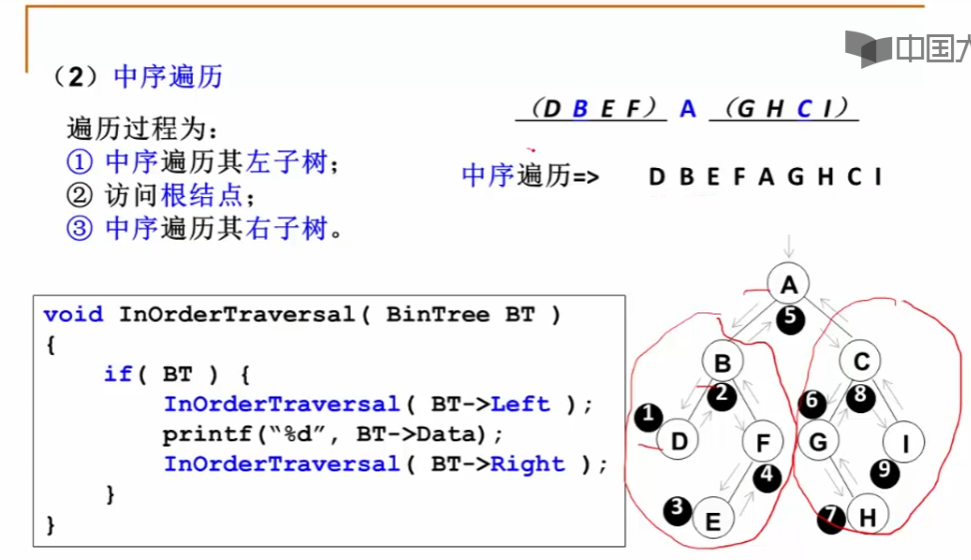 中国大
（2）中序遍历
（D B E F） A （G H C I）
遍历过程为：
① 中序遍历其左子树；
② 访问根结点；
③ 中序遍历其右子树。
中序遍历=> D B E F A G H C I
void InOrderTraversal( BinTree BT )
{
if( BT ) {
InOrderTraversal( BT->Left );
printf(“%d”, BT->Data);
InOrderTraversal( BT->Right );
}
}
A
5
B
C
2
6
8
1
D
F
G
I
4
9
3
E
7
H